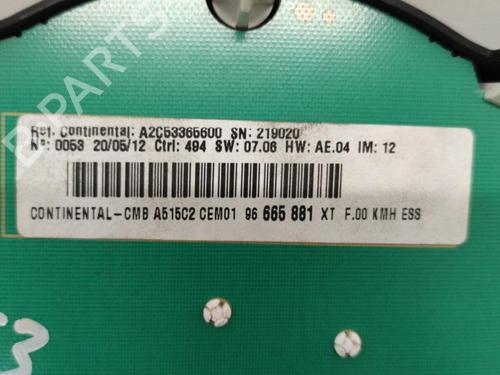 Ref. Continental: A2C53365600 SN: 219020
Nº: 0053 20/05/12 Ctrl: 494 SW: 07.06 HW: AE.04 IM: 12
CONTINENTAL-CMB A515C2 CEM01 96 665 881 XT F.00 KMH ESS
B-PARTS